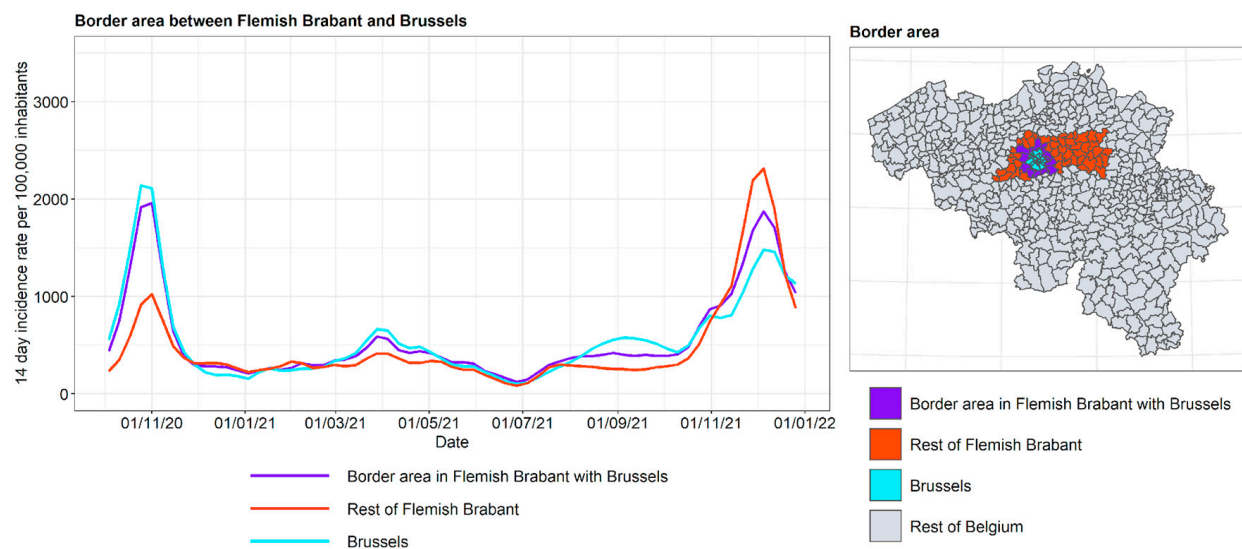 Border area between Flemish Brabant and Brussels
14 day incidence rate per 100,000 inhabitants
3000
2000
1000
0
01/11/20
01/01/21
01/03/21
01/05/21
01/07/21
01/09/21
01/11/21
01/01/22
Date
Border area in Flemish Brabant with Brussels
Rest of Flemish Brabant
Brussels
Border area
Border area in Flemish Brabant with Brussels
Rest of Flemish Brabant
Brussels
Rest of Belgium